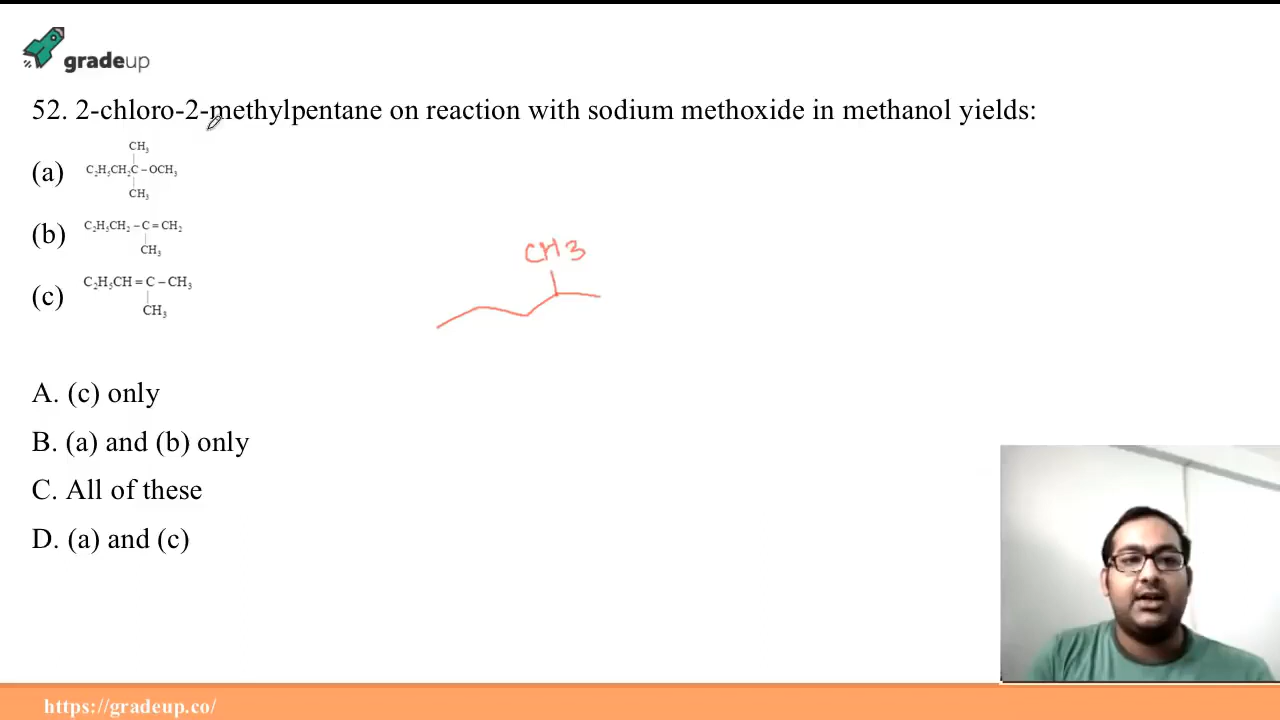 gradeup
52. 2-chloro-2-methylpentane on reaction with sodium methoxide in methanol yields:
CH₃
(a) C₂H₅CH₂C – OCH₃
CH₃
(b) C₂H₅CH₂ – C = CH₂
CH₃
(c) C₂H₅CH = C – CH₃
CH₃
CH3
A. (c) only
B. (a) and (b) only
C. All of these
D. (a) and (c)
https://gradeup.co/